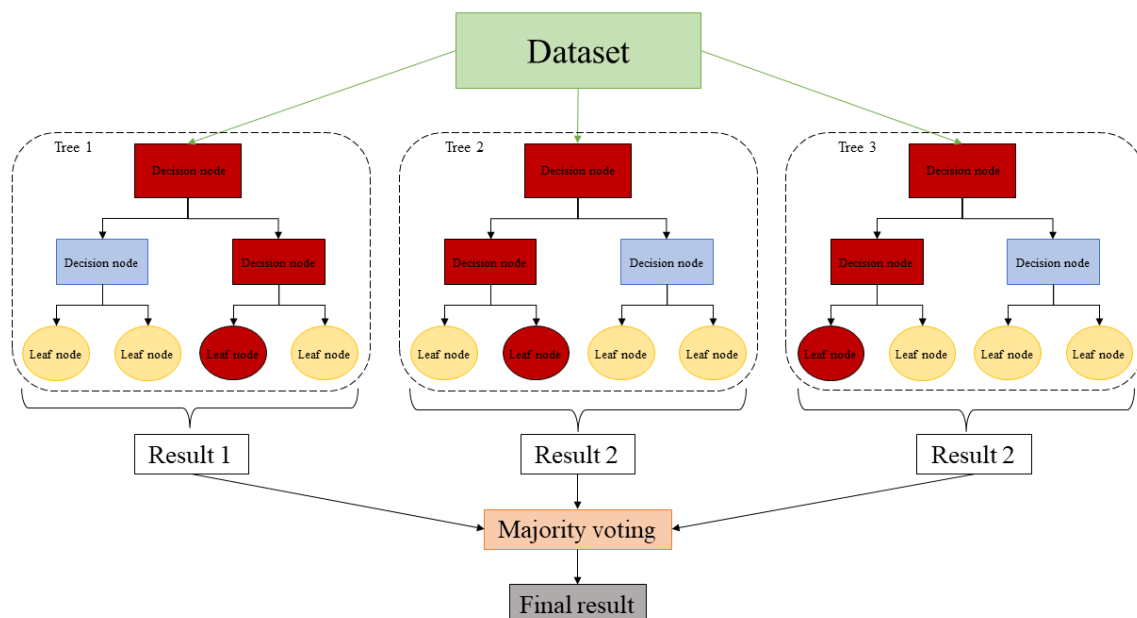 Dataset
Tree 1
Tree 2
Tree 3
Decision node
Decision node
Decision node
Decision node
Decision node
Decision node
Decision node
Decision node
Decision node
Leaf node
Leaf node
Leaf node
Leaf node
Leaf node
Leaf node
Leaf node
Leaf node
Leaf node
Leaf node
Leaf node
Leaf node
Result 1
Result 2
Result 2
Majority voting
Final result